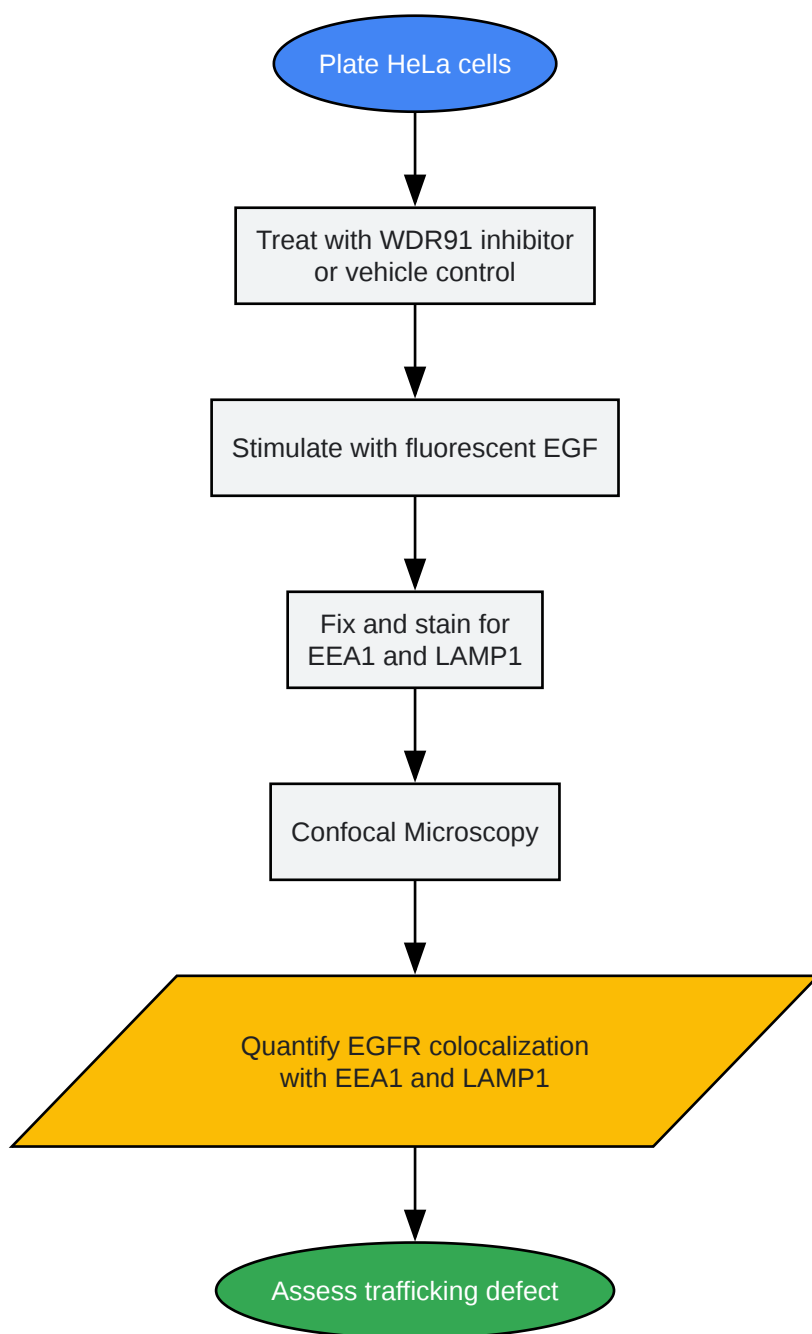 Plate HeLa cells
Treat with WDR91 inhibitor
or vehicle control
Stimulate with fluorescent EGF
Fix and stain for
EEA1 and LAMP1
Confocal Microscopy
Quantify EGFR colocalization
with EEA1 and LAMP1
Assess trafficking defect